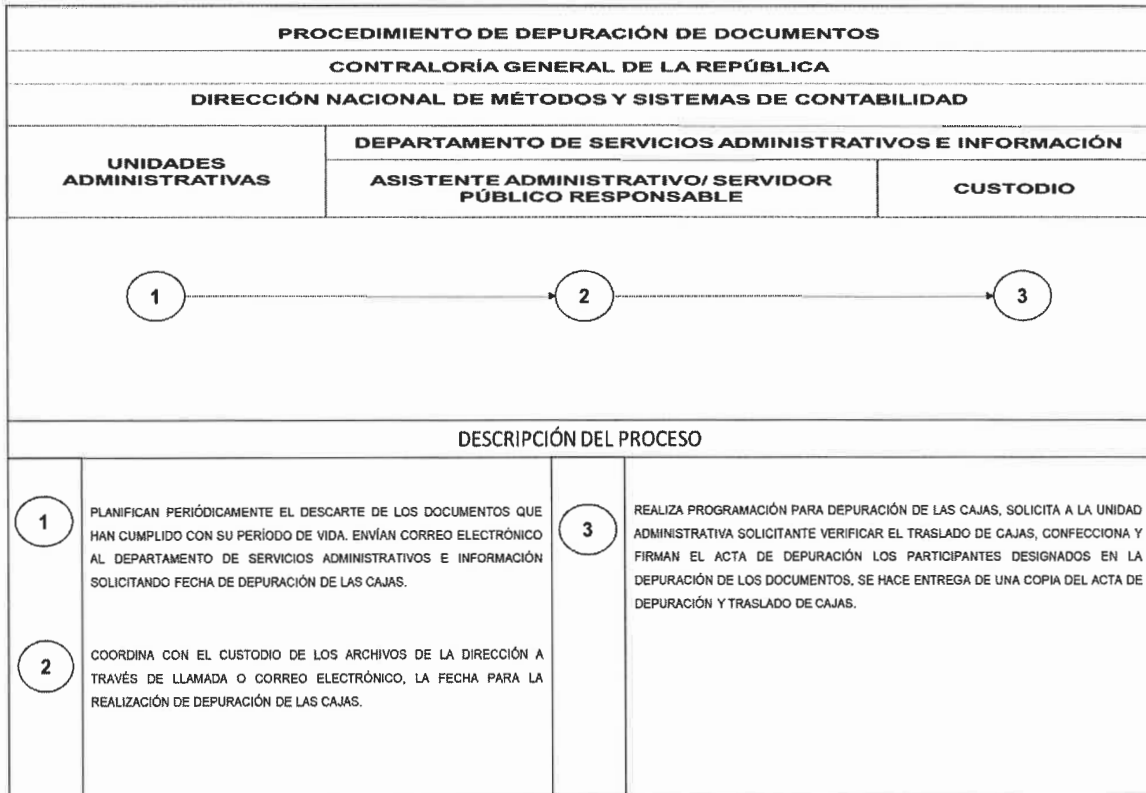 PROCEDIMIENTO DE DEPURACIÓN DE DOCUMENTOS
CONTRALORÍA GENERAL DE LA REPÚBLICA
DIRECCIÓN NACIONAL DE MÉTODOS Y SISTEMAS DE CONTABILIDAD
UNIDADES
ADMINISTRATIVAS
DEPARTAMENTO DE SERVICIOS ADMINISTRATIVOS E INFORMACIÓN
ASISTENTE ADMINISTRATIVO/ SERVIDOR
PÚBLICO RESPONSABLE
CUSTODIO
1
2
3
DESCRIPCIÓN DEL PROCESO
1
PLANIFICAN PERIÓDICAMENTE EL DESCARTE DE LOS DOCUMENTOS QUE
HAN CUMPLIDO CON SU PERÍODO DE VIDA. ENVÍAN CORREO ELECTRÓNICO
AL DEPARTAMENTO DE SERVICIOS ADMINISTRATIVOS E INFORMACIÓN
SOLICITANDO FECHA DE DEPURACIÓN DE LAS CAJAS.
2
COORDINA CON EL CUSTODIO DE LOS ARCHIVOS DE LA DIRECCIÓN A
TRAVÉS DE LLAMADA O CORREO ELECTRÓNICO, LA FECHA PARA LA
REALIZACIÓN DE DEPURACIÓN DE LAS CAJAS.
3
REALIZA PROGRAMACIÓN PARA DEPURACIÓN DE LAS CAJAS, SOLICITA A LA UNIDAD
ADMINISTRATIVA SOLICITANTE VERIFICAR EL TRASLADO DE CAJAS, CONFECCIONA Y
FIRMAN EL ACTA DE DEPURACIÓN LOS PARTICIPANTES DESIGNADOS EN LA
DEPURACIÓN DE LOS DOCUMENTOS. SE HACE ENTREGA DE UNA COPIA DEL ACTA DE
DEPURACIÓN Y TRASLADO DE CAJAS.